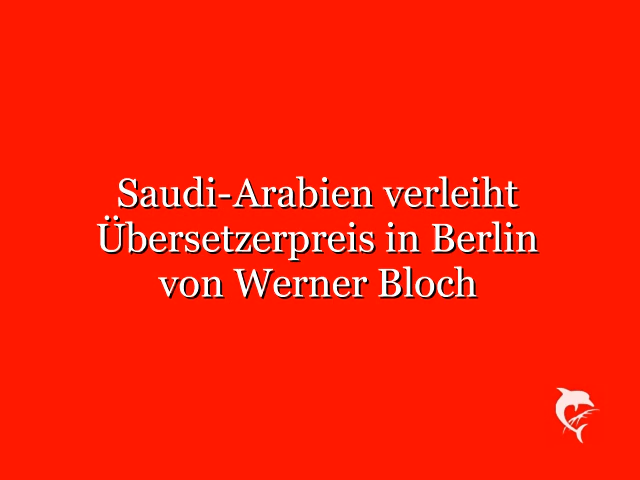 Saudi-Arabien verleiht
Übersetzerpreis in Berlin
von Werner Bloch